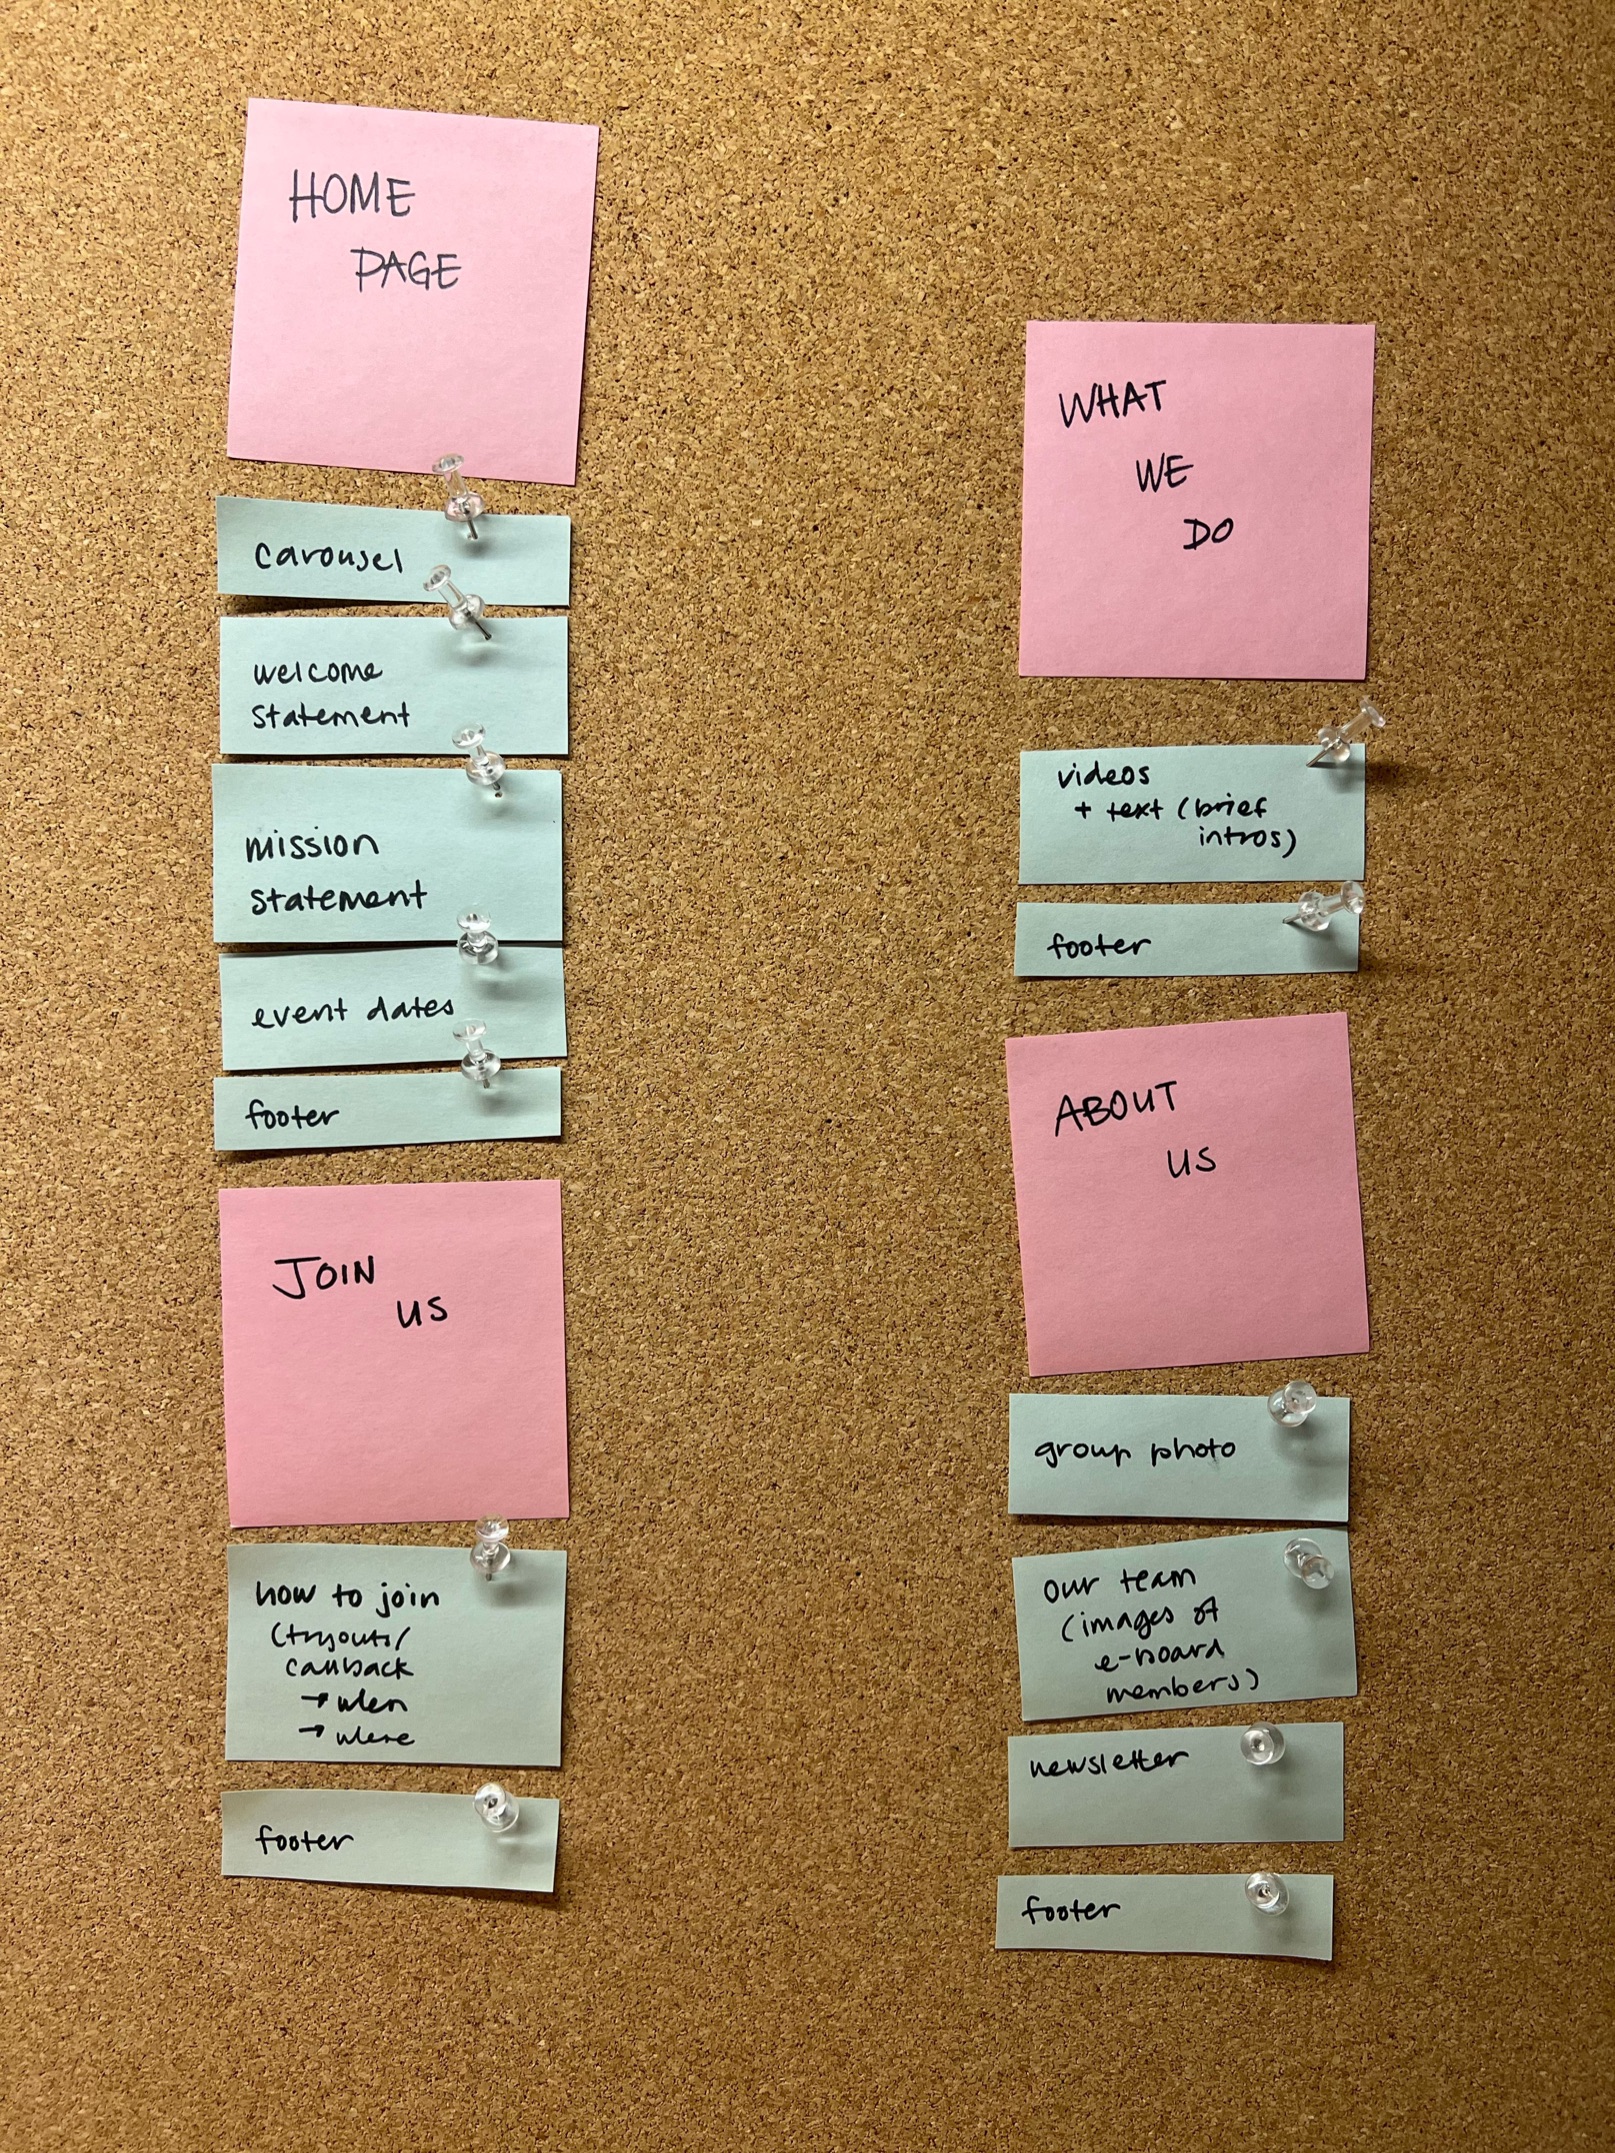 HOME
PAGE
carousel
welcome
statement
mission
statement
event dates
footer
JOIN
US
how to join
(tryouts/
callback
→ when
→ where
footer
WHAT
WE
DO
videos
+ text (brief
intros)
footer
ABOUT
US
group photo
our team
(images of
e-board
members)
newsletter
footer